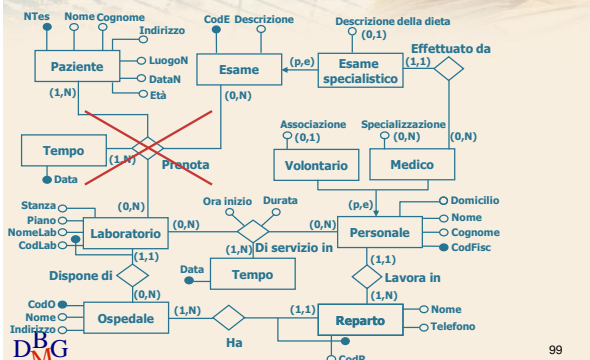 NTes Nome Cognome
Indirizzo
LuogoN
DataN
Età
Paziente
(1,N)
CodE Descrizione
Esame
(0,N)
(p,e)
Descrizione della dieta
(0,1)
Esame
specialistico
(1,1)
Effettuato da
(0,N)
Tempo
(1,N)
Data
Prenota
(0,N)
Associazione
(0,1)
Volontario
Specializzazione
(0,N)
Medico
(p,e)
Stanza
Piano
NomeLab
CodLab
Laboratorio
(0,N)
Ora inizio
Durata
(0,N)
Di servizio in
(1,N)
Data
Tempo
Personale
Domicilio
Nome
Cognome
CodFisc
(1,1)
Dispone di
(0,N)
(1,1)
Lavora in
(1,N)
CodO
Nome
Indirizzo
Ospedale
(1,N)
Ha
(1,1)
Reparto
Nome
Telefono
CodR
DBMG
99